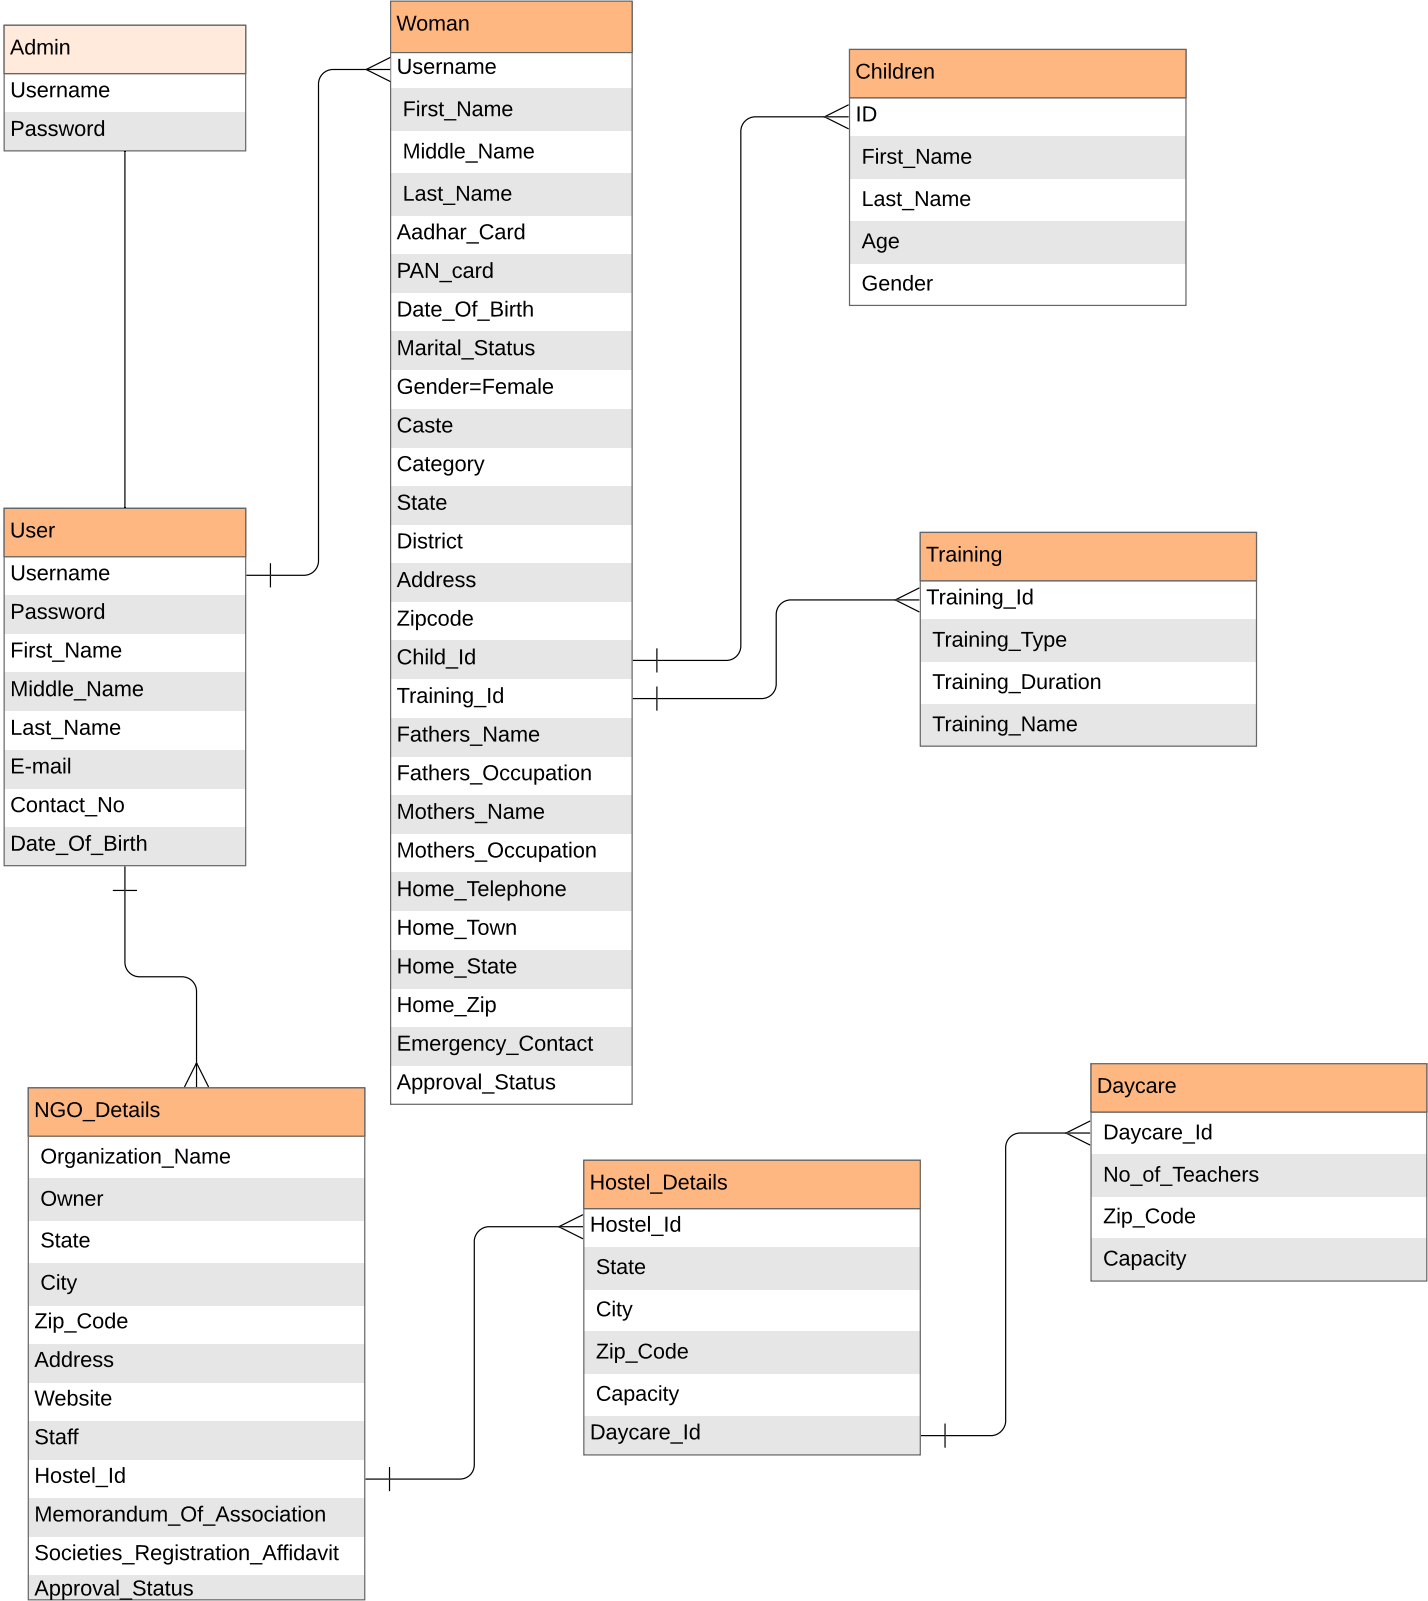 Admin
Username
Password
Woman
Username
First_Name
Middle_Name
Last_Name
Aadhar_Card
PAN_card
Date_Of_Birth
Marital_Status
Gender=Female
Caste
Category
State
District
Address
Zipcode
Child_Id
Training_Id
Fathers_Name
Fathers_Occupation
Mothers_Name
Mothers_Occupation
Home_Telephone
Home_Town
Home_State
Home_Zip
Emergency_Contact
Approval_Status
Children
ID
First_Name
Last_Name
Age
Gender
User
Username
Password
First_Name
Middle_Name
Last_Name
E-mail
Contact_No
Date_Of_Birth
Training
Training_Id
Training_Type
Training_Duration
Training_Name
NGO_Details
Organization_Name
Owner
State
City
Zip_Code
Address
Website
Staff
Hostel_Id
Memorandum_Of_Association
Societies_Registration_Affidavit
Approval_Status
Hostel_Details
Hostel_Id
State
City
Zip_Code
Capacity
Daycare_Id
Daycare
Daycare_Id
No_of_Teachers
Zip_Code
Capacity